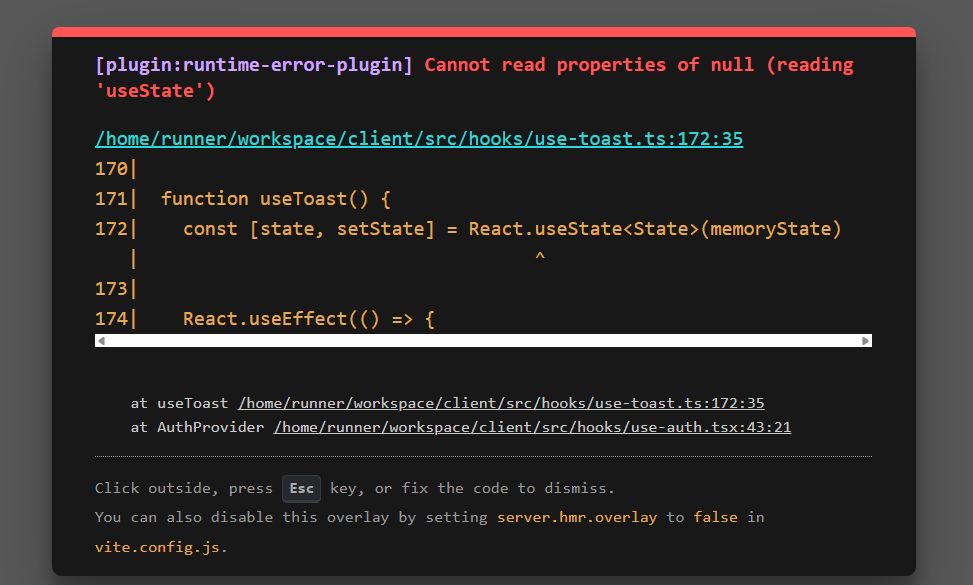 [plugin:runtime-error-plugin] Cannot read properties of null (reading
'useState')
/home/runner/workspace/client/src/hooks/use-toast.ts:172:35
170|
171|  function useToast() {
172|    const [state, setState] = React.useState<State>(memoryState)
   |                                    ^
173|
174|    React.useEffect(() => {
at useToast /home/runner/workspace/client/src/hooks/use-toast.ts:172:35
at AuthProvider /home/runner/workspace/client/src/hooks/use-auth.tsx:43:21
Click outside, press Esc key, or fix the code to dismiss.
You can also disable this overlay by setting server.hmr.overlay to false in
vite.config.js.